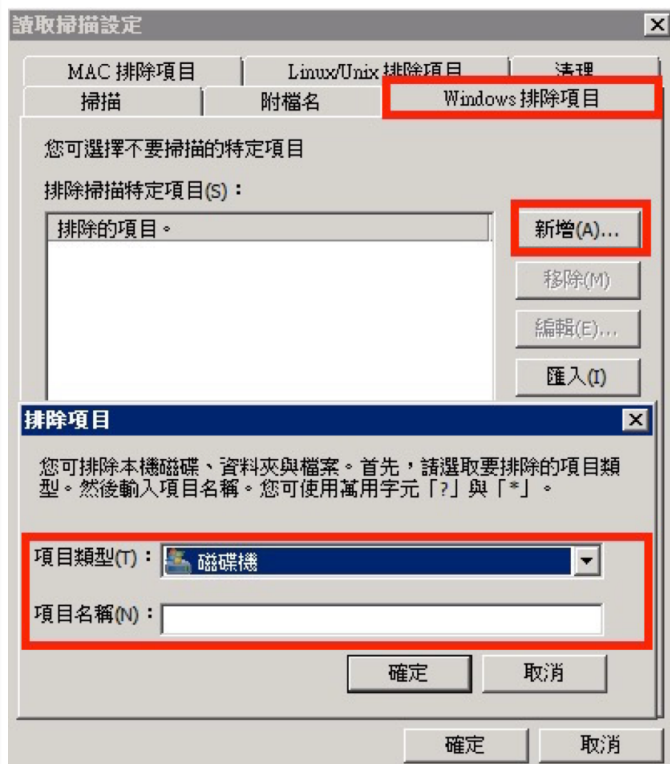 讀取掃描設定
MAC 排除項目
Linux/Unix 排除項目
清理
掃描
附檔名
Windows 排除項目
您可選擇不要掃描的特定項目
排除掃描特定項目(S)：
排除的項目。
新增(A)...
移除(M)
編輯(E)...
匯入(I)
排除項目
您可排除本機磁碟、資料夾與檔案。首先，請選取要排除的項目類
型。然後輸入項目名稱。您可使用萬用字元「?」與「*」。
項目類型(T)：
磁碟機
項目名稱(N)：
確定
取消
確定
取消